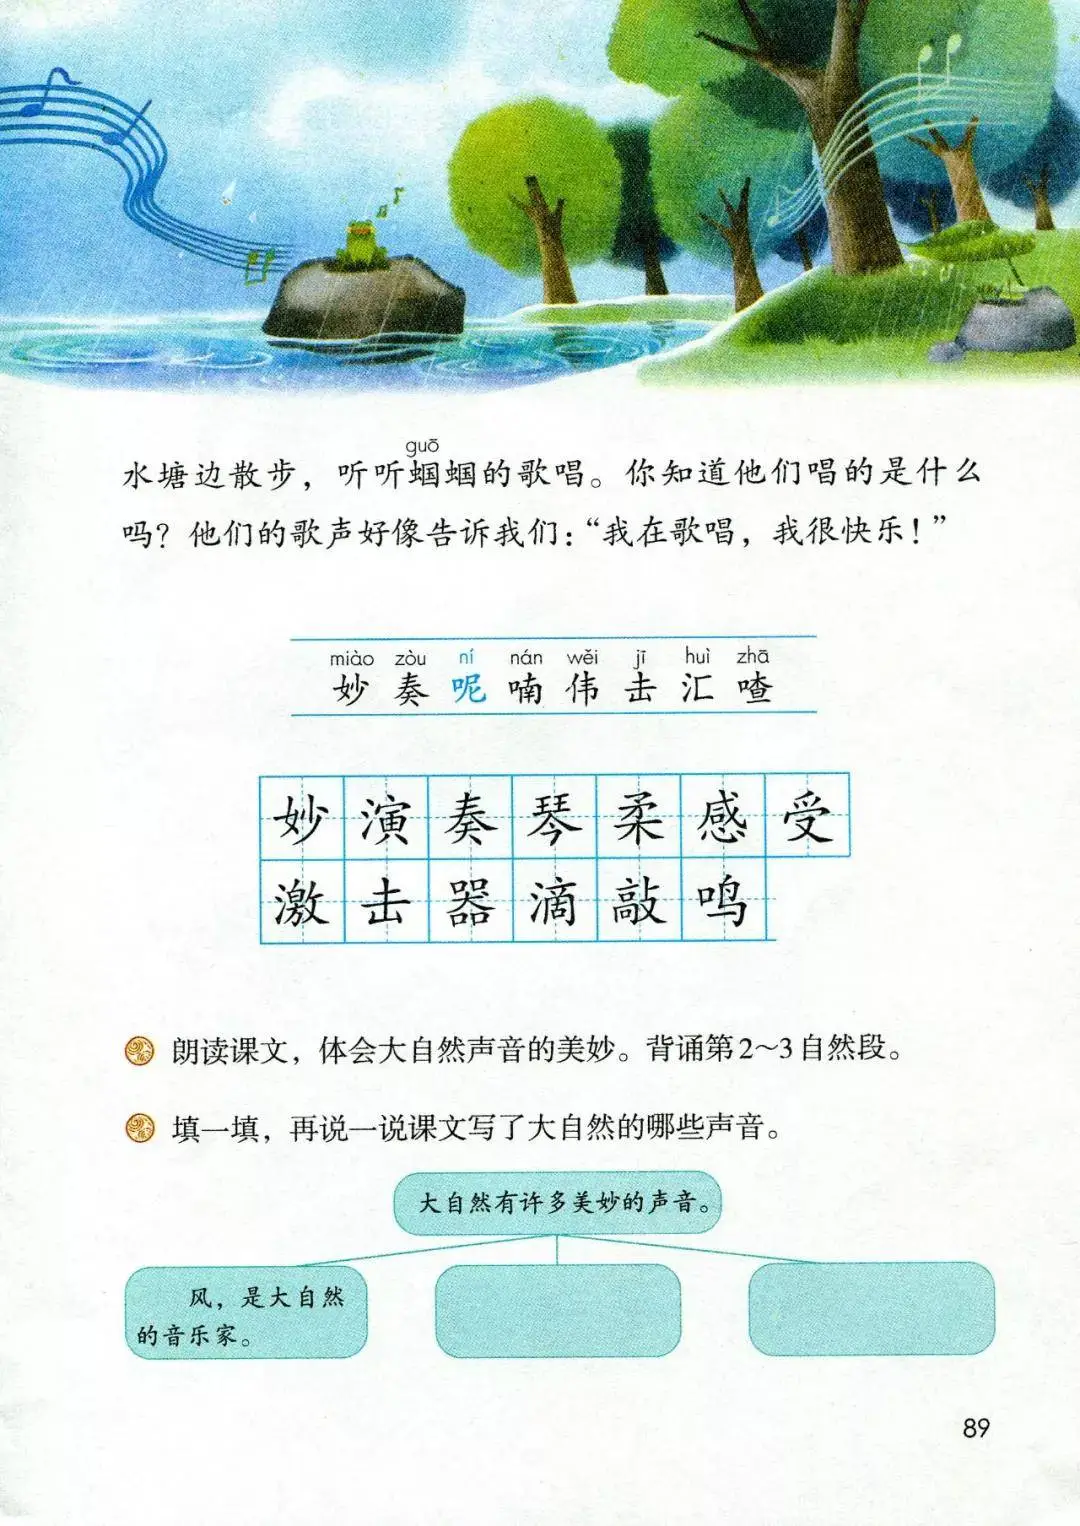 guō
水塘边散步，听听蝈蝈的歌唱。你知道他们唱的是什么
吗？他们的歌声好像告诉我们：“我在歌唱，我很快乐！”
miào zòu ní nán wěi jī huì zhā
妙 奏 呢 喃 伟 击 汇 喳
妙 演 奏 琴 柔 感 受
激 击 器 滴 敲 鸣
朗读课文，体会大自然声音的美妙。背诵第2～3自然段。
填一填，再说一说课文写了大自然的哪些声音。
大自然有许多美妙的声音。
风，是大自然
的音乐家。
89